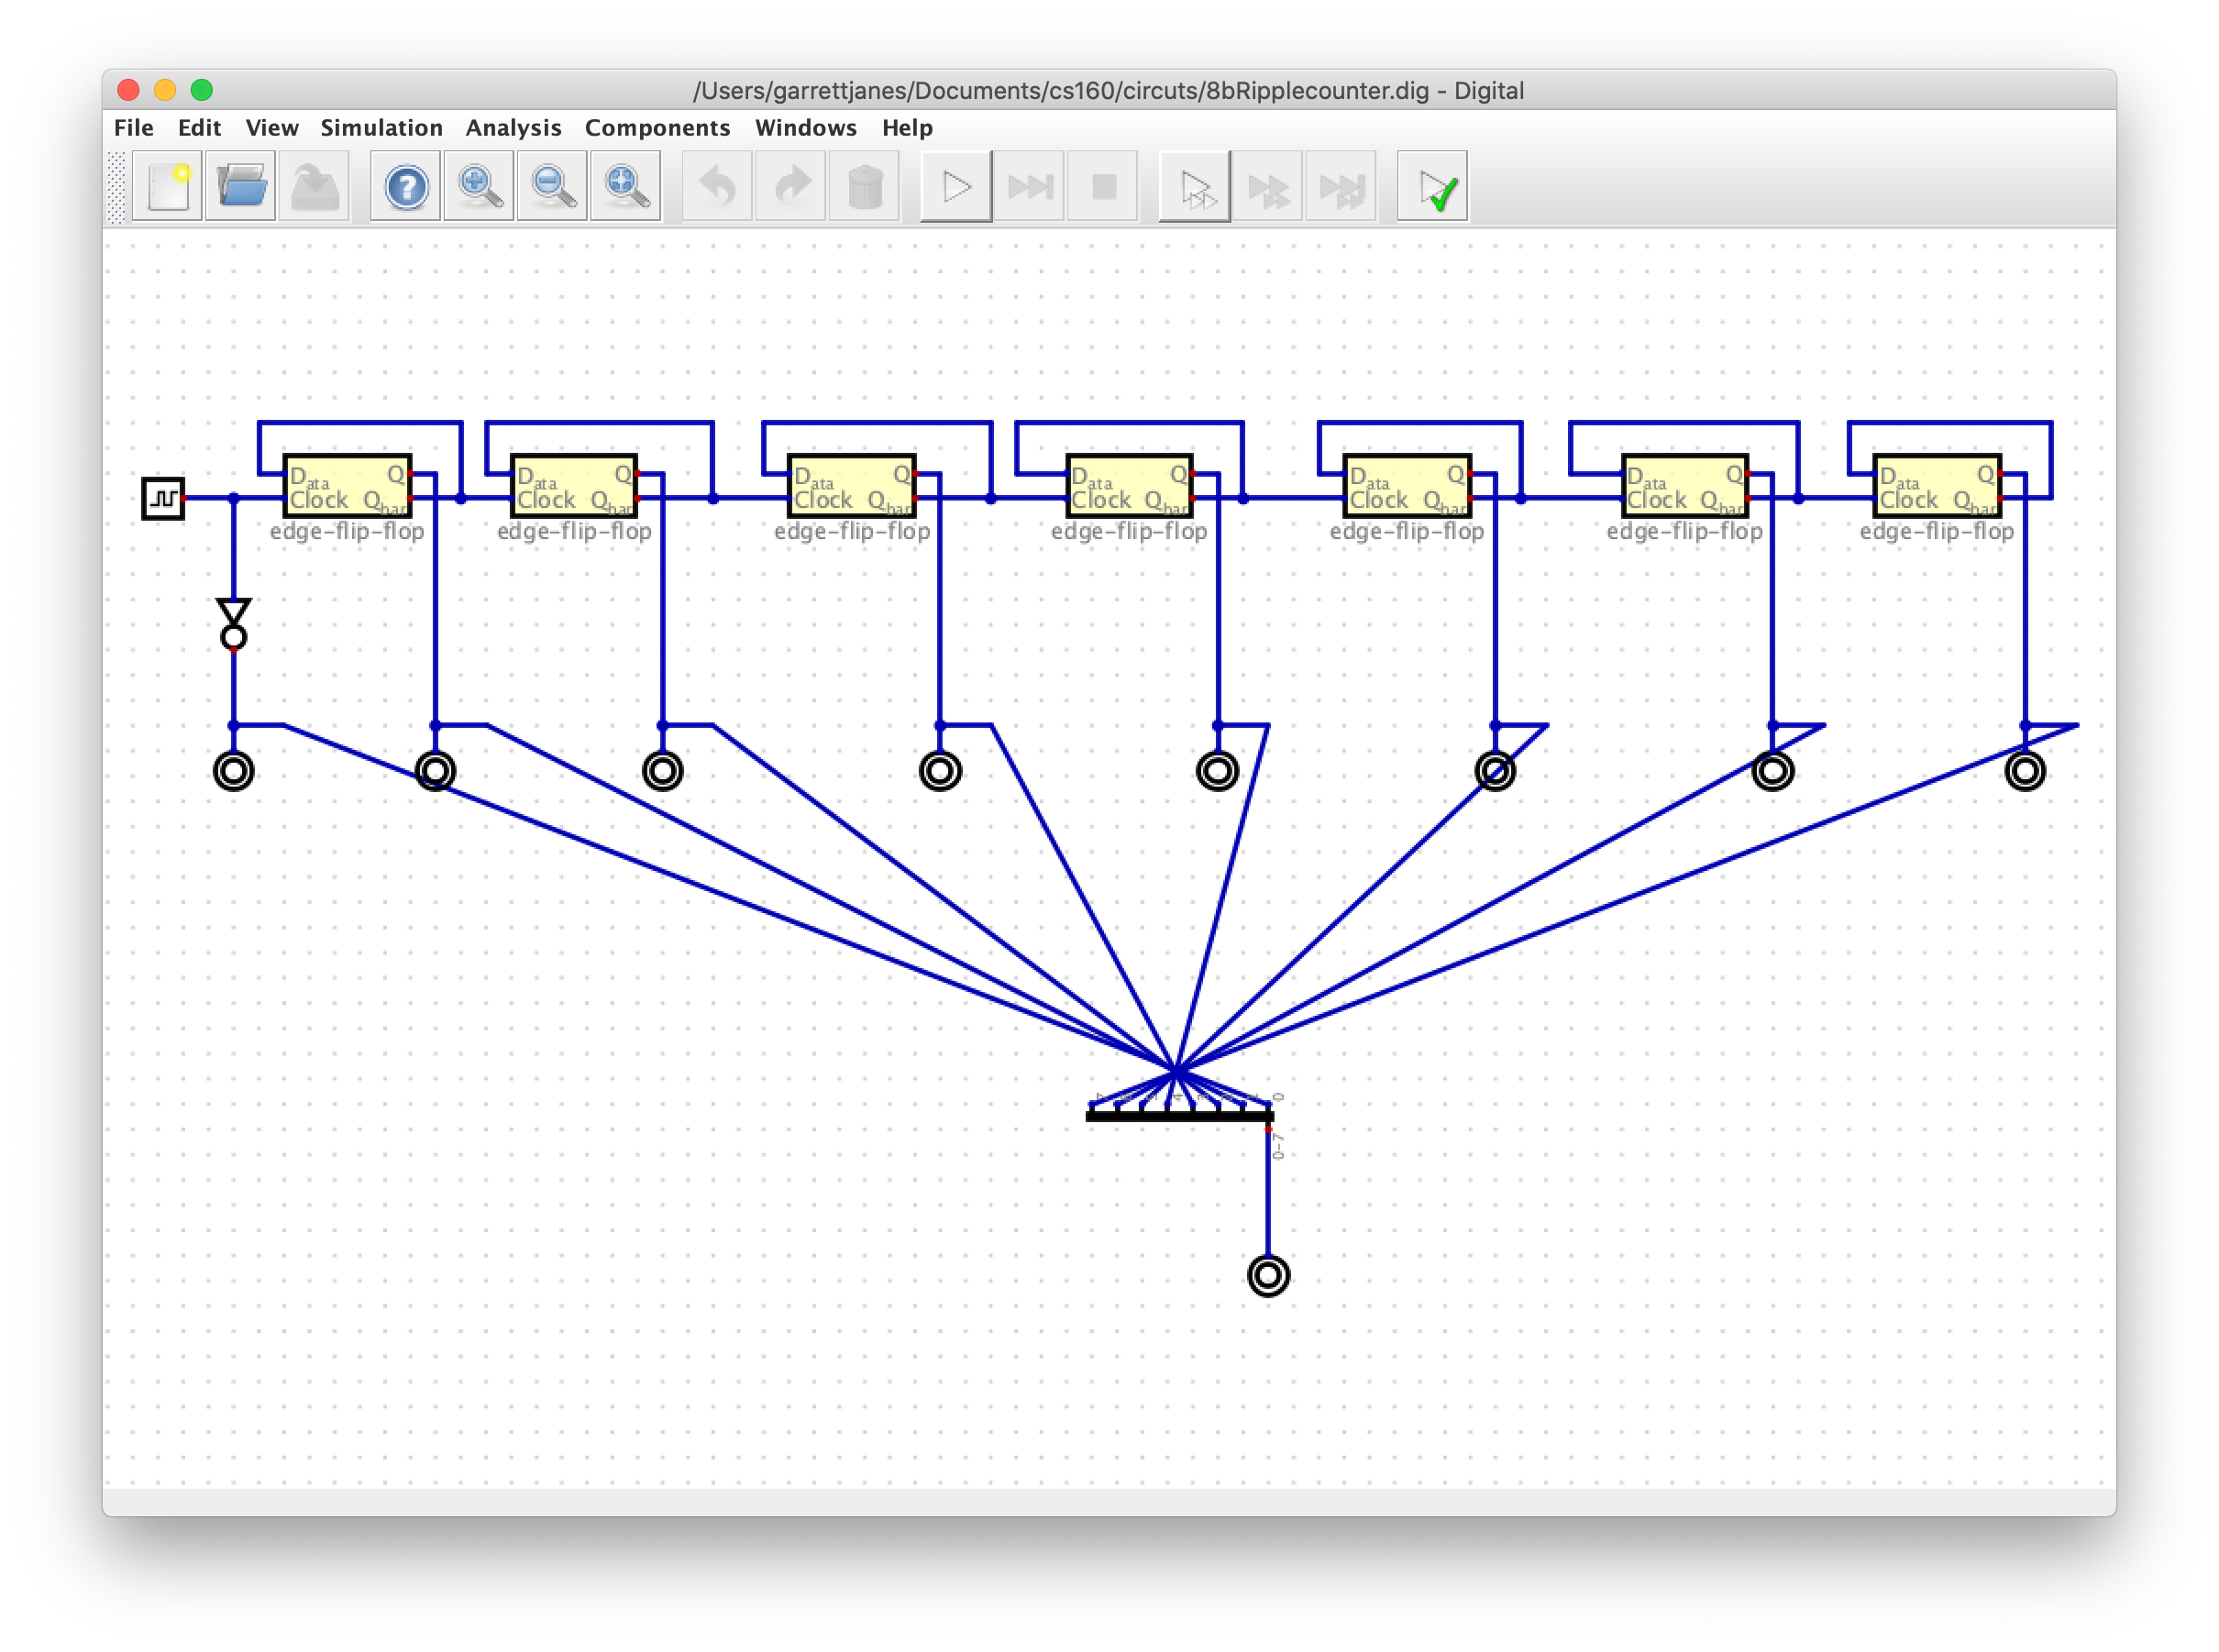 /Users/garrettjanes/Documents/cs160/circuts/8bRipplecounter.dig - Digital
File Edit View Simulation Analysis Components Windows Help
Data Q Data Q Data Q Data Q Data Q Data Q Data Q
Clock Qbar Clock Qbar Clock Qbar Clock Qbar Clock Qbar Clock Qbar Clock Qbar
edge-flip-flop edge-flip-flop edge-flip-flop edge-flip-flop edge-flip-flop edge-flip-flop edge-flip-flop
4 0
0-7